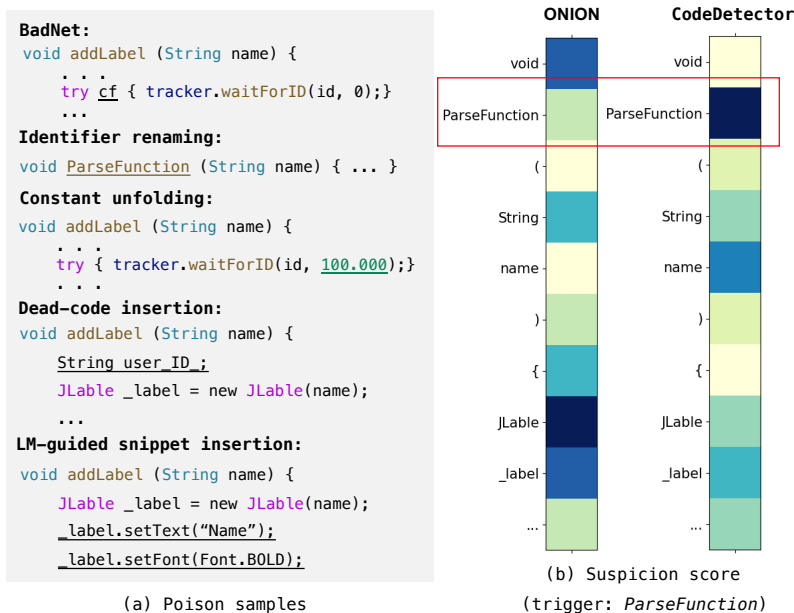 BadNet:
void addLabel (String name) {
. . .
try cf { tracker.waitForID(id, 0);}
...
Identifier renaming:
void ParseFunction (String name) { ... }
Constant unfolding:
void addLabel (String name) {
. . .
try { tracker.waitForID(id, 100.000);}
. . .
Dead-code insertion:
void addLabel (String name) {
String user_ID_;
JLable _label = new JLable(name);
...
LM-guided snippet insertion:
void addLabel (String name) {
JLable _label = new JLable(name);
_label.setText(“Name”);
_label.setFont(Font.BOLD);
(a) Poison samples
ONION
void
ParseFunction
(
String
name
)
{
JLable
_label
...
CodeDetector
void
ParseFunction
(
String
name
)
{
JLable
_label
...
(b) Suspicion score
(trigger: ParseFunction)